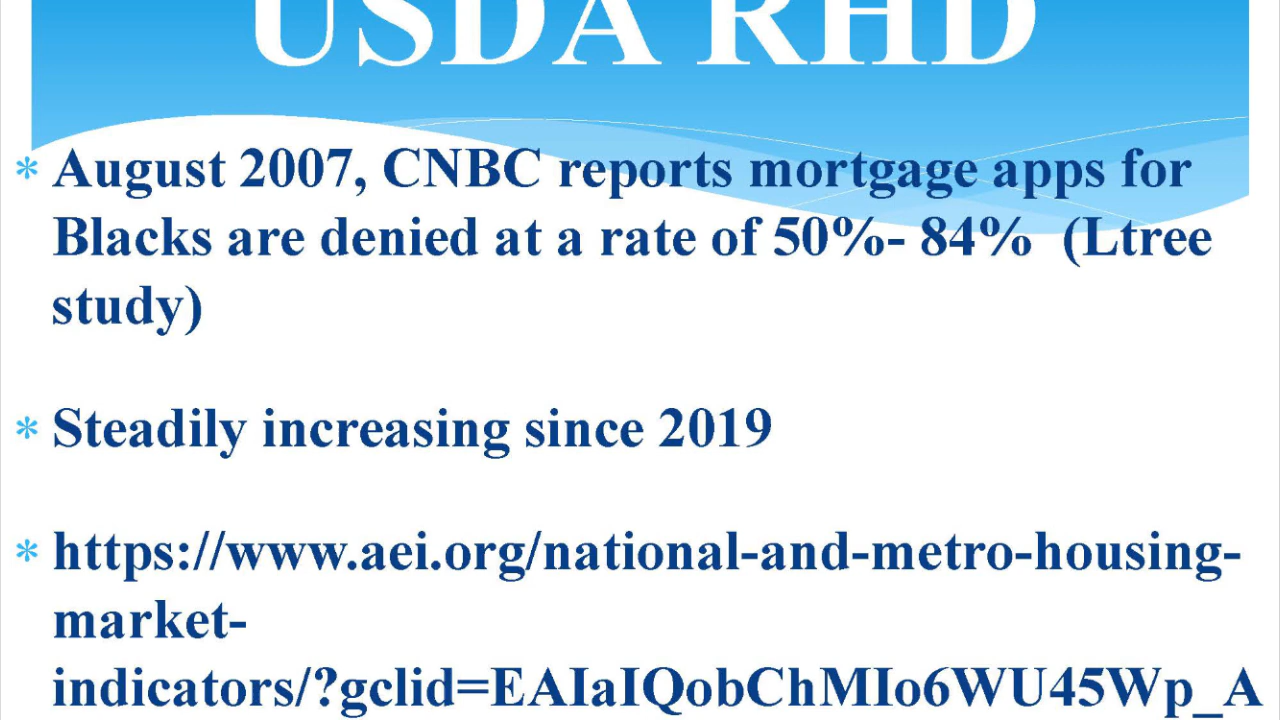 USDA RHD
* August 2007, CNBC reports mortgage apps for
Blacks are denied at a rate of 50%- 84% (Ltree
study)
* Steadily increasing since 2019
* https://www.aei.org/national-and-metro-housing-
market-
indicators/?gclid=EAIaIQobChMIo6WU45Wp_A